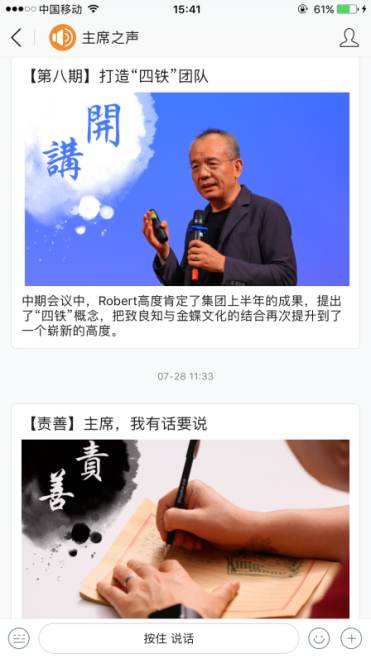 中国移动
15:41
61%
主席之声
【第八期】打造“四铁”团队
開
講
中期会议中，Robert高度肯定了集团上半年的成果，提出
了“四铁”概念，把致良知与金蝶文化的结合再次提升到了
一个崭新的高度。
07-28 11:33
【责善】主席，我有话要说
責
善
按住 说话